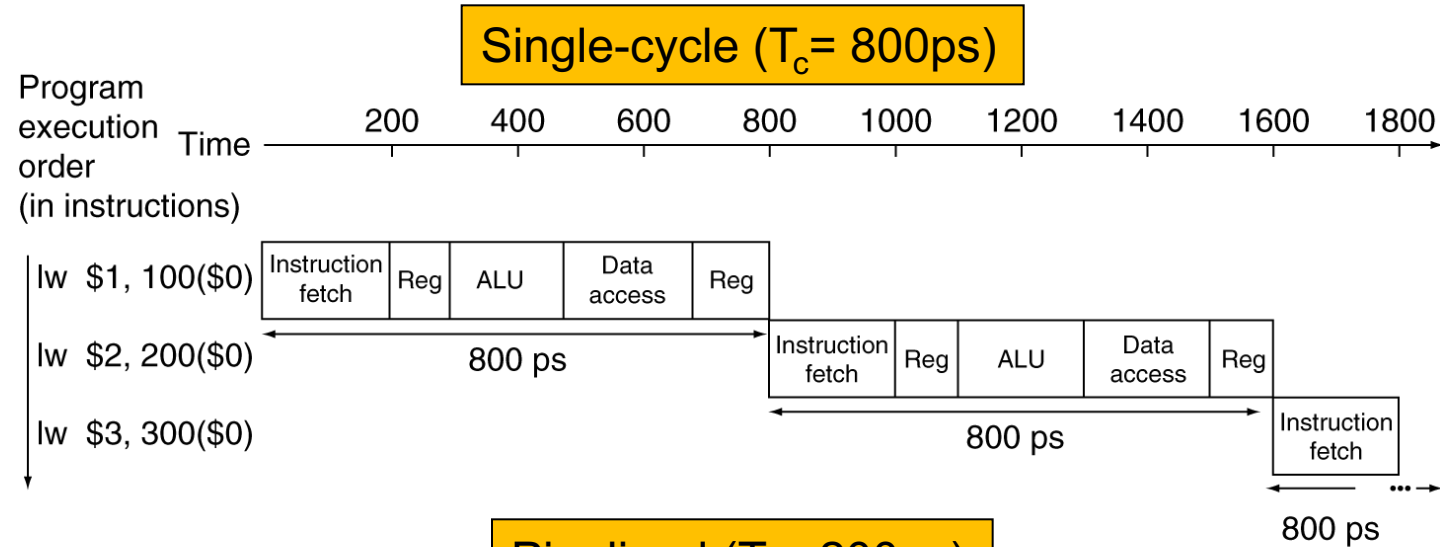 Single-cycle (Tc= 800ps)
Program
execution
order
(in instructions)
Time
200 400 600 800 1000 1200 1400 1600 1800
lw $1, 100($0)
Instruction
fetch
Reg
ALU
Data
access
Reg
800 ps
lw $2, 200($0)
Instruction
fetch
Reg
ALU
Data
access
Reg
800 ps
lw $3, 300($0)
Instruction
fetch
...
800 ps